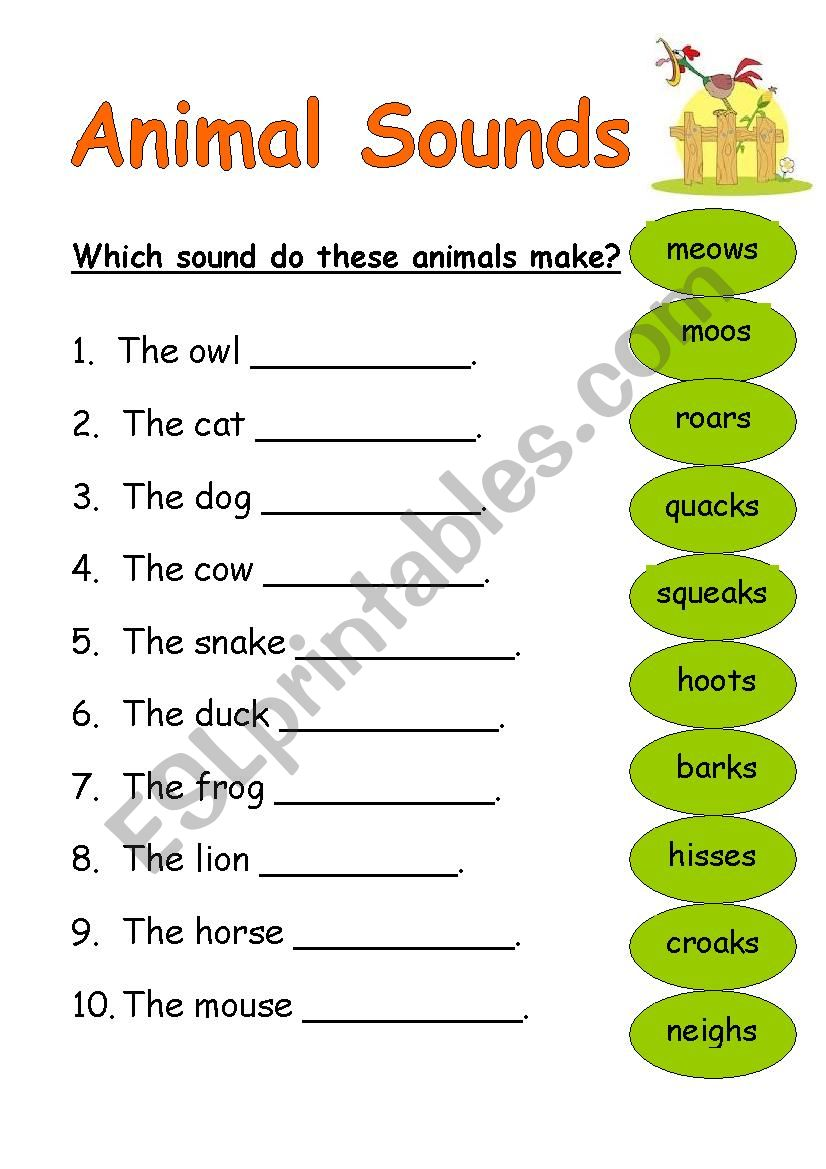 Animal Sounds
Which sound do these animals make?
1. The owl ___________.
2. The cat ___________.
3. The dog ___________.
4. The cow ___________.
5. The snake ___________.
6. The duck ___________.
7. The frog ___________.
8. The lion __________.
9. The horse ___________.
10. The mouse ___________.
meows
moos
roars
quacks
squeaks
hoots
barks
hisses
croaks
neighs
ESLprintables.com